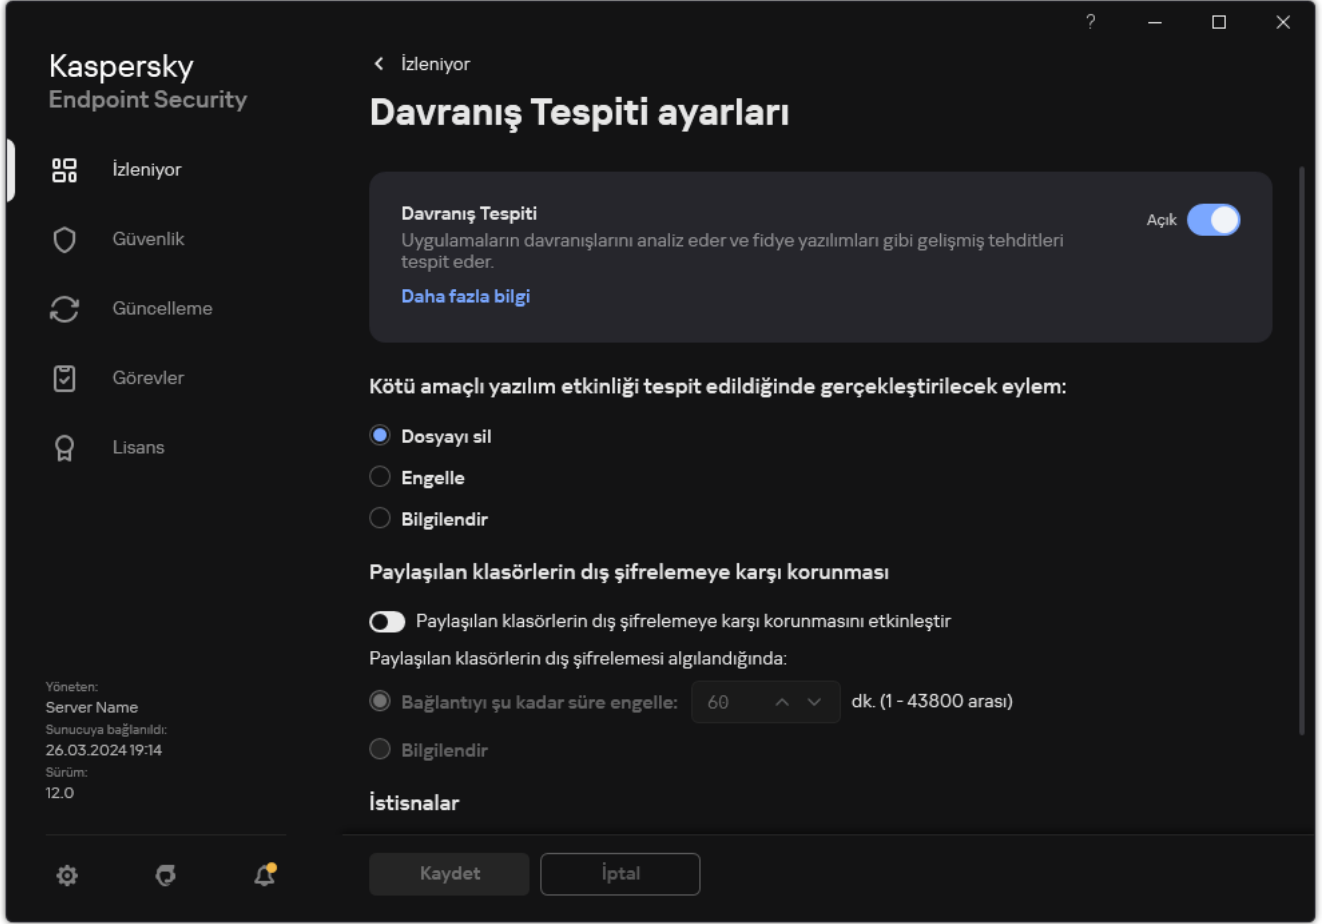 ?
Kaspersky
Endpoint Security
İzleniyor
Güvenlik
Güncelleme
Görevler
Lisans
Yöneten:
Server Name
Sunucuya bağlanıldı:
26.03.2024 19:14
Sürüm:
12.0
İzleniyor
Davranış Tespiti ayarları
Davranış Tespiti
Açık
Uygulamaların davranışlarını analiz eder ve fidye yazılımları gibi gelişmiş tehditleri
tespit eder.
Daha fazla bilgi
Kötü amaçlı yazılım etkinliği tespit edildiğinde gerçekleştirilecek eylem:
Dosyayı sil
Engelle
Bilgilendir
Paylaşılan klasörlerin dış şifrelemeye karşı korunması
Paylaşılan klasörlerin dış şifrelemeye karşı korunmasını etkinleştir
Paylaşılan klasörlerin dış şifrelemesi algılandığında:
Bağlantıyı şu kadar süre engelle: 60 dk. (1 - 43800 arası)
Bilgilendir
İstisnalar
Kaydet
İptal